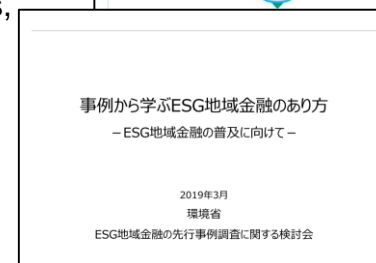 s,
事例から学ぶESG地域金融のあり方
－ESG地域金融の普及に向けて－
2019年3月
環境省
ESG地域金融の先行事例調査に関する検討会